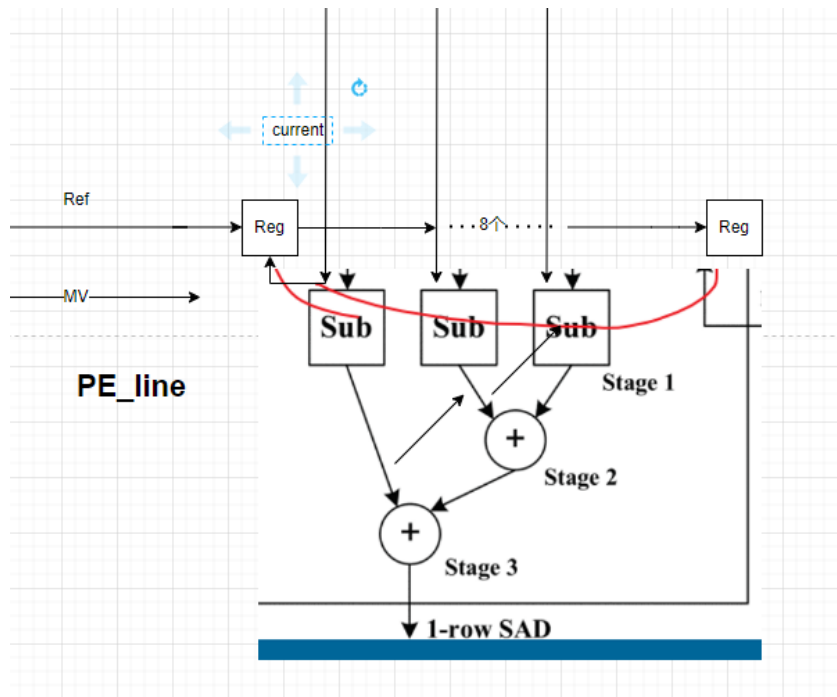 current
Ref
Reg
8个
Reg
MV
Sub
Sub
Sub
Stage 1
PE_line
+
Stage 2
+
Stage 3
1-row SAD